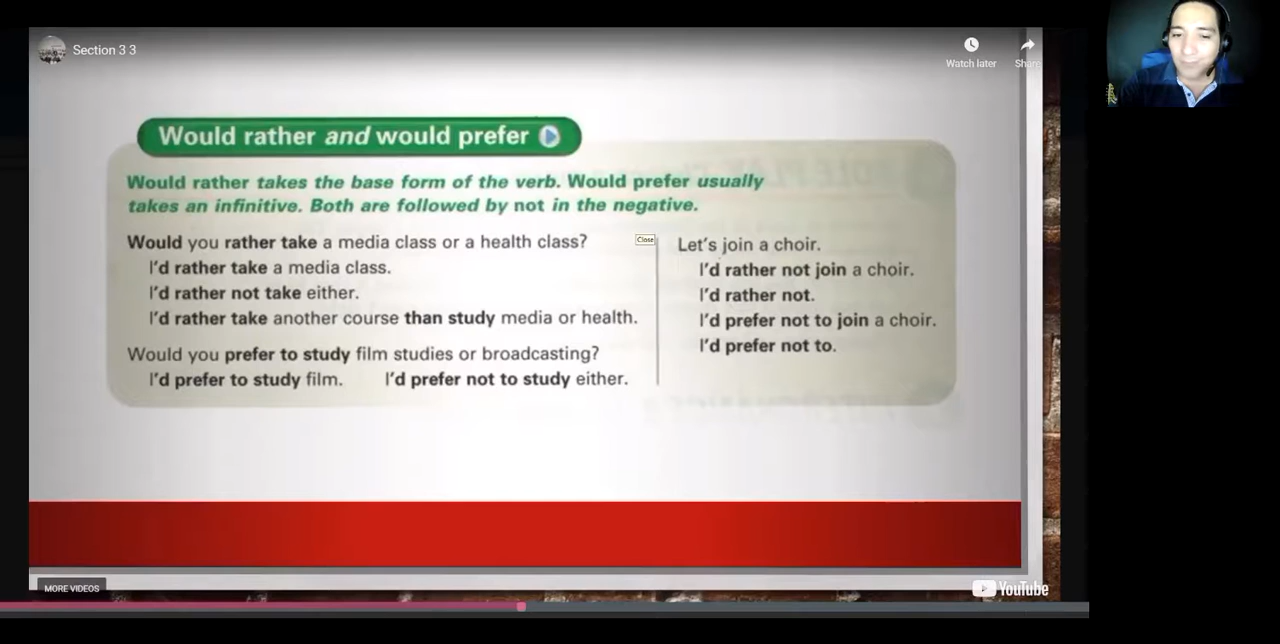 Section 3 3
Watch later
Share
Would rather and would prefer
Would rather takes the base form of the verb. Would prefer usually
takes an infinitive. Both are followed by not in the negative.
Would you rather take a media class or a health class?
I'd rather take a media class.
I'd rather not take either.
I'd rather take another course than study media or health.
Would you prefer to study film studies or broadcasting?
I'd prefer to study film. I'd prefer not to study either.
Close
Let's join a choir.
I'd rather not join a choir.
I'd rather not.
I'd prefer not to join a choir.
I'd prefer not to.
MORE VIDEOS
YouTube